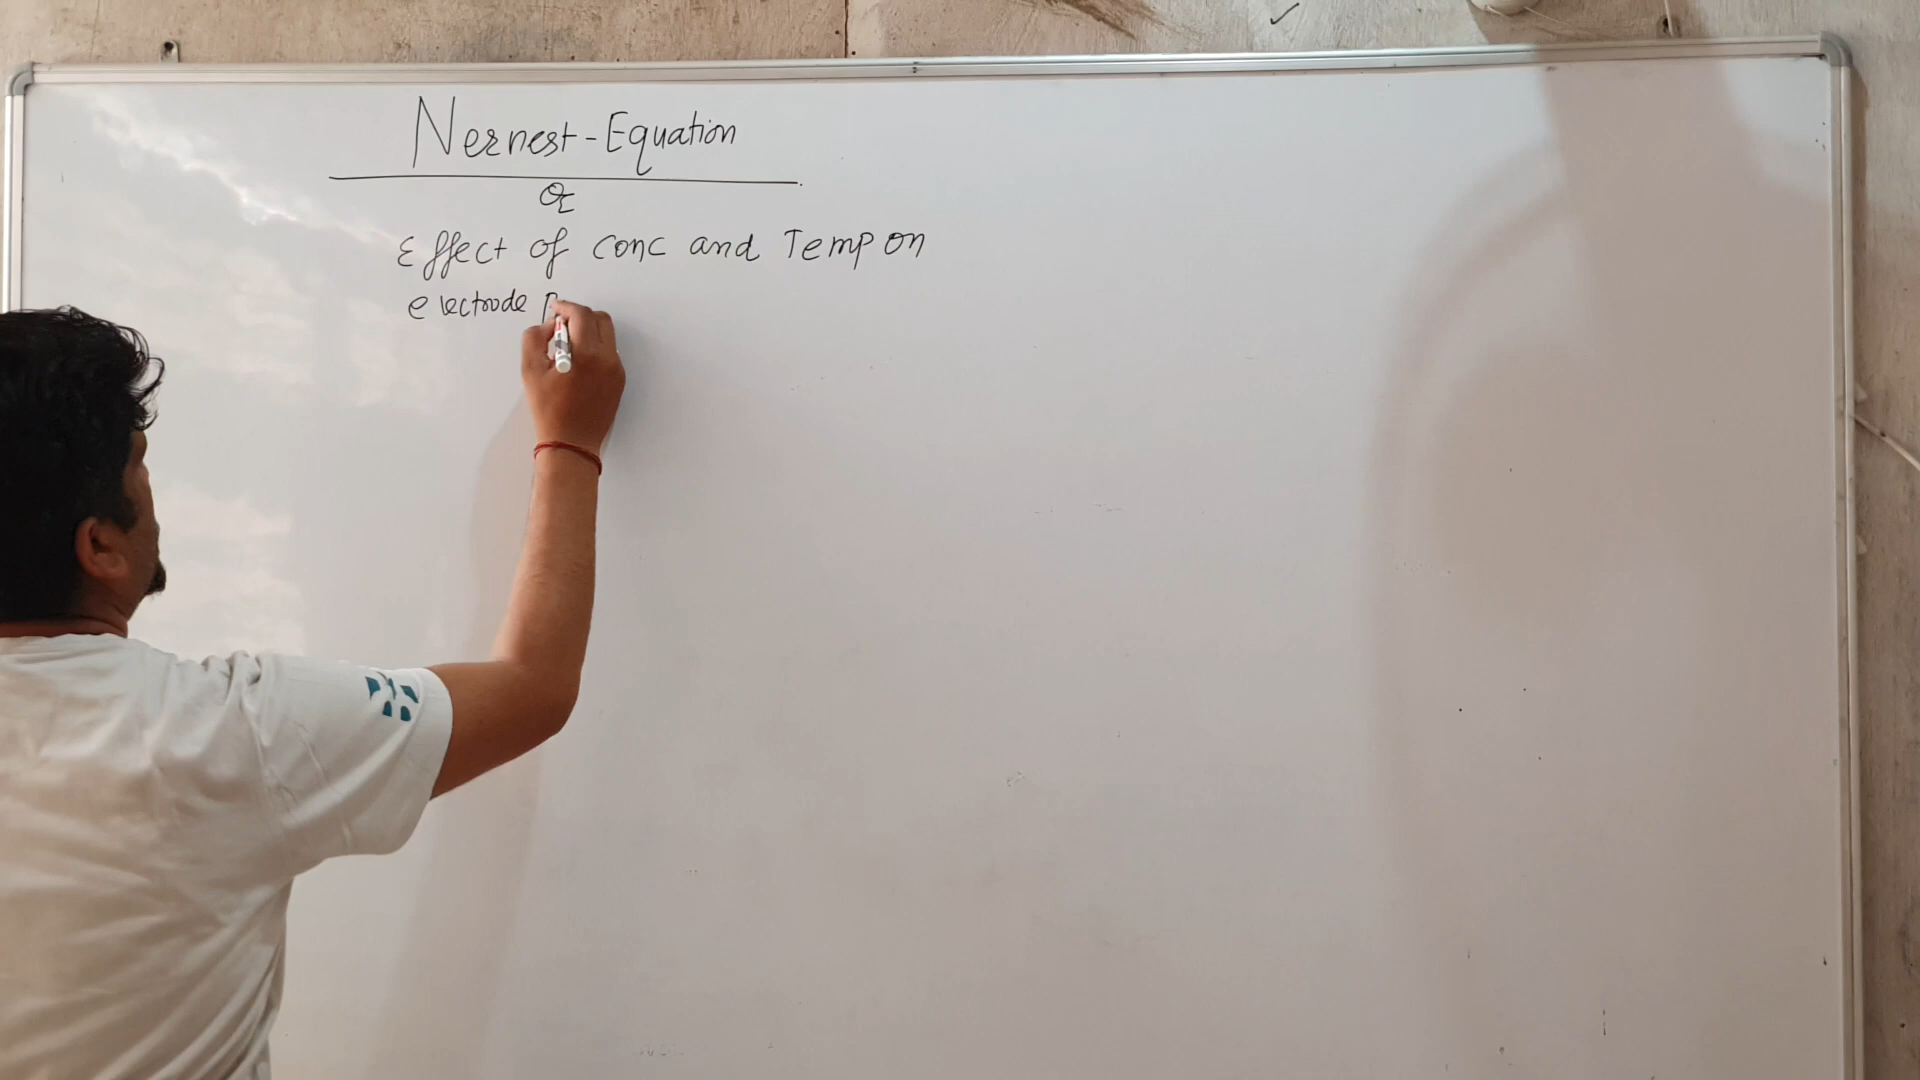 Nernest-Equation
Or
Effect of conc and Temp on
electrode P